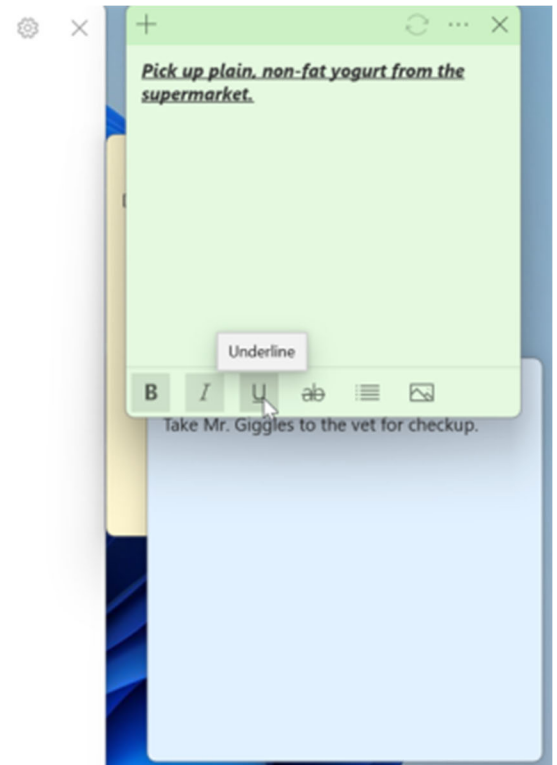 Pick up plain, non-fat yogurt from the
supermarket.
Underline
B I U ab
Take Mr. Giggles to the vet for checkup.